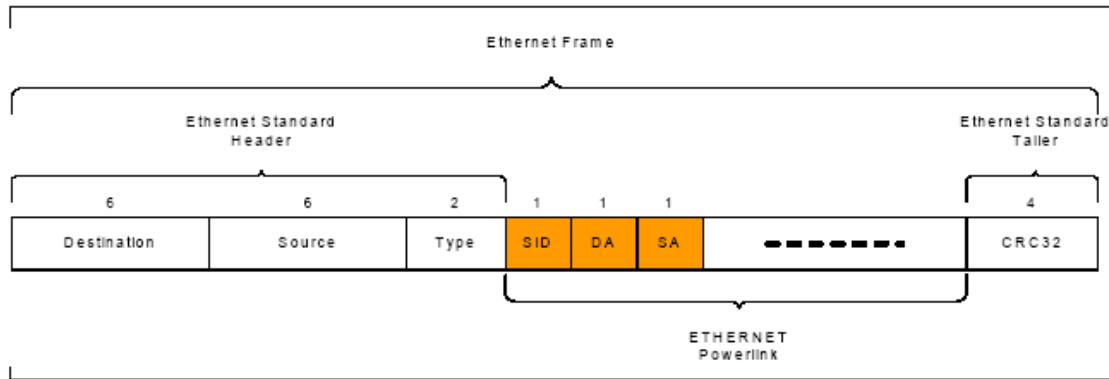 Ethernet Frame
Ethernet Standard
Header
Ethernet Standard
Taller
6 6 2 1 1 1 4
Destination Source Type SID DA SA CRC32
ETHERNET
Powerlink